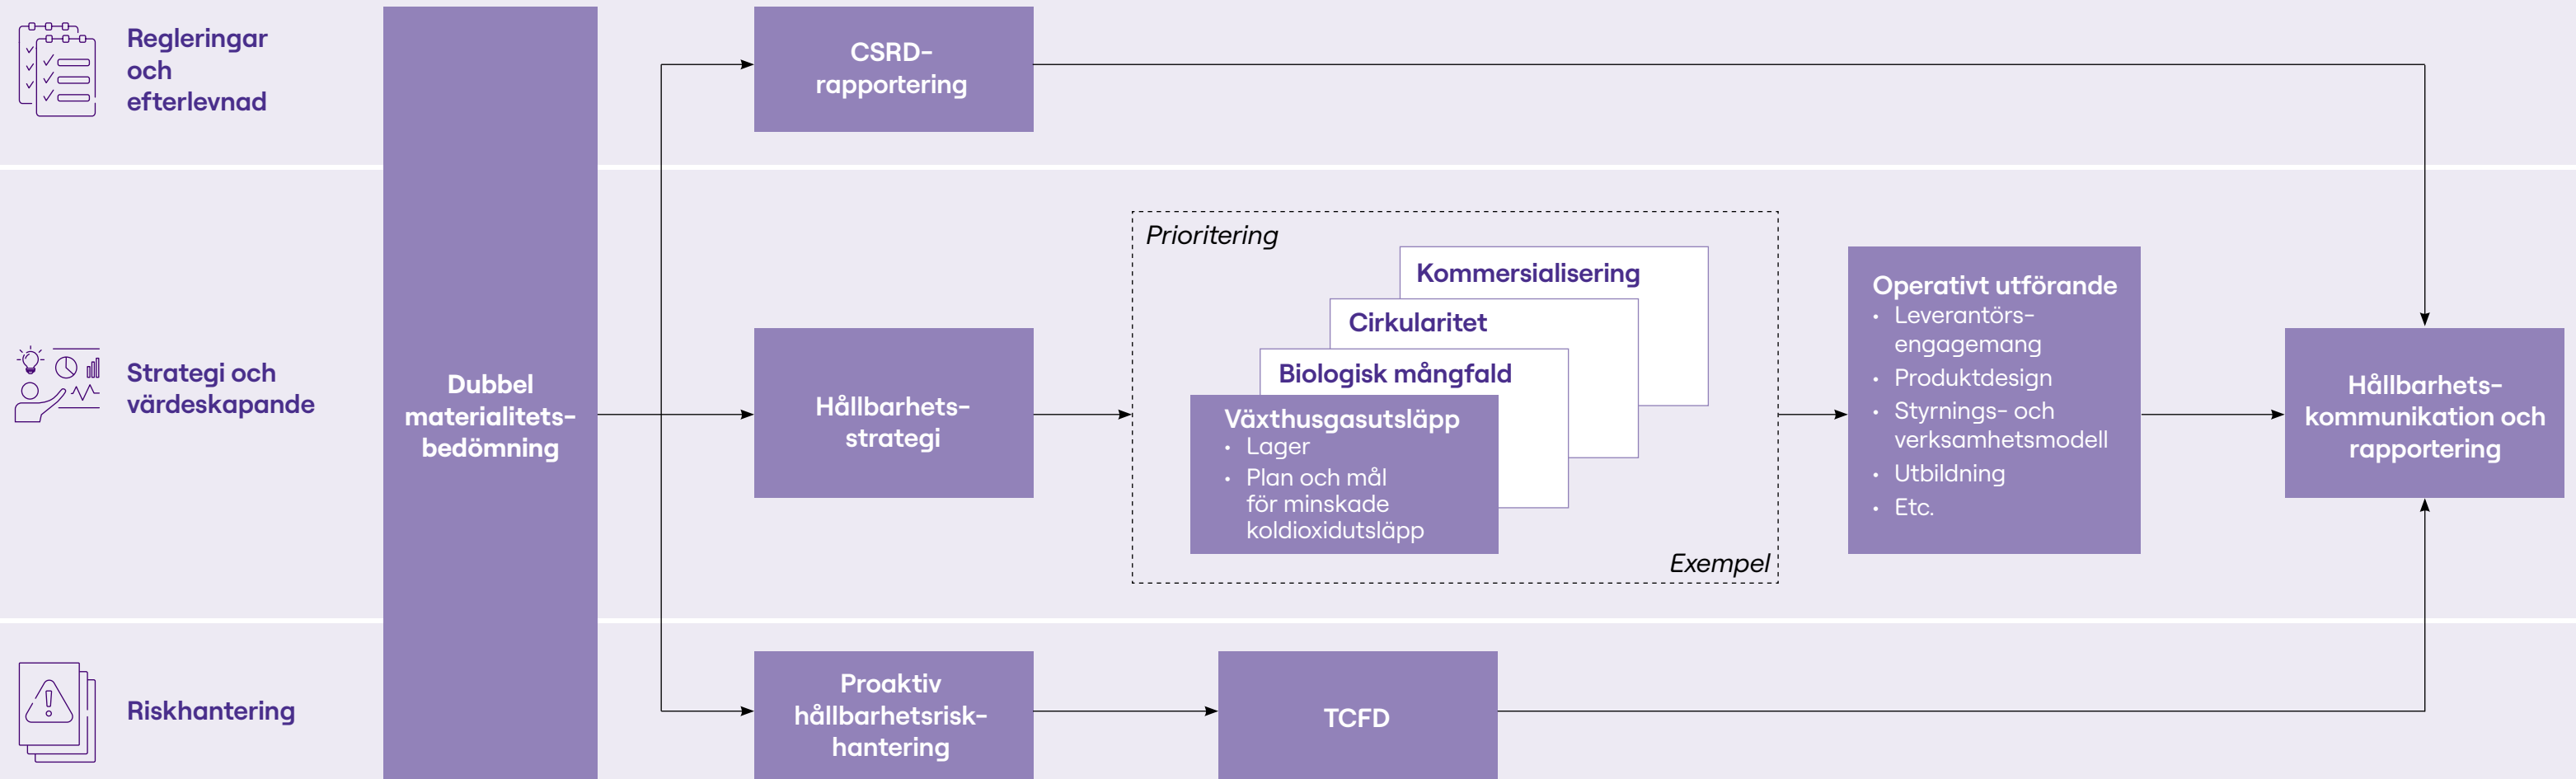 Regleringar
och
efterlevnad
CSRD-
rapportering
Strategi och
värdeskapande
Dubbel
materialitets-
bedömning
Hållbarhets-
strategi
Prioritering
Kommersialisering
Cirkularitet
Biologisk mångfald
Växthusgasutsläpp
• Lager
• Plan och mål
för minskade
koldioxidutsläpp
Exempel
Operativt utförande
• Leverantörs-
engagemang
• Produktdesign
• Styrnings- och
verksamhetsmodell
• Utbildning
• Etc.
Hållbarhets-
kommunikation och
rapportering
Riskhantering
Proaktiv
hållbarhetsrisk-
hantering
TCFD